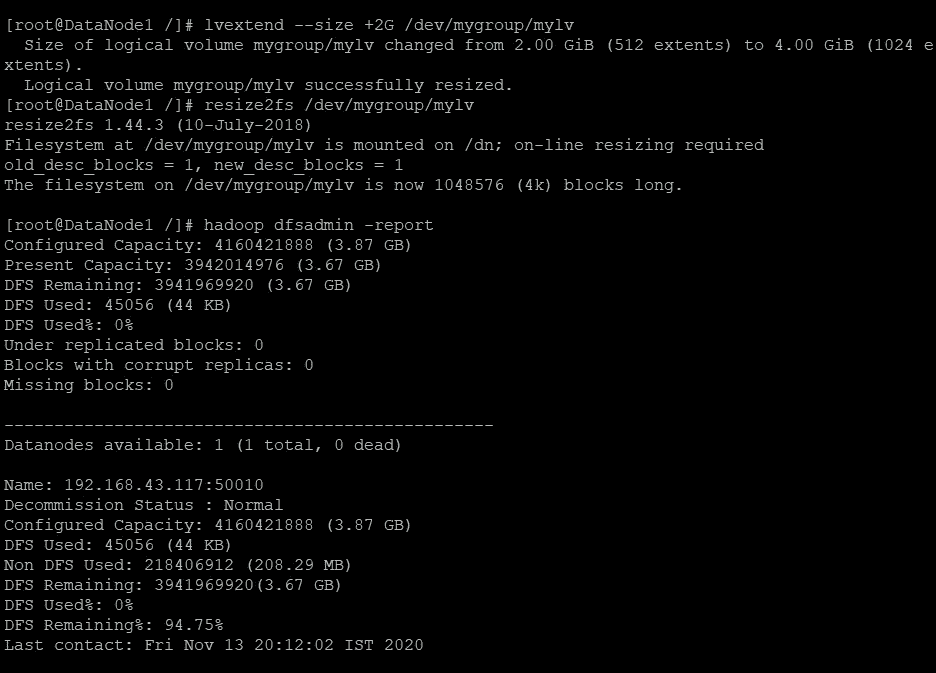 [root@DataNode1 /]# lvextend --size +2G /dev/mygroup/mylv
  Size of logical volume mygroup/mylv changed from 2.00 GiB (512 extents) to 4.00 GiB (1024 e
xtents).
  Logical volume mygroup/mylv successfully resized.
[root@DataNode1 /]# resize2fs /dev/mygroup/mylv
resize2fs 1.44.3 (10-July-2018)
Filesystem at /dev/mygroup/mylv is mounted on /dn; on-line resizing required
old_desc_blocks = 1, new_desc_blocks = 1
The filesystem on /dev/mygroup/mylv is now 1048576 (4k) blocks long.

[root@DataNode1 /]# hadoop dfsadmin -report
Configured Capacity: 4160421888 (3.87 GB)
Present Capacity: 3942014976 (3.67 GB)
DFS Remaining: 3941969920 (3.67 GB)
DFS Used: 45056 (44 KB)
DFS Used%: 0%
Under replicated blocks: 0
Blocks with corrupt replicas: 0
Missing blocks: 0

-------------------------------------------------
Datanodes available: 1 (1 total, 0 dead)

Name: 192.168.43.117:50010
Decommission Status : Normal
Configured Capacity: 4160421888 (3.87 GB)
DFS Used: 45056 (44 KB)
Non DFS Used: 218406912 (208.29 MB)
DFS Remaining: 3941969920(3.67 GB)
DFS Used%: 0%
DFS Remaining%: 94.75%
Last contact: Fri Nov 13 20:12:02 IST 2020